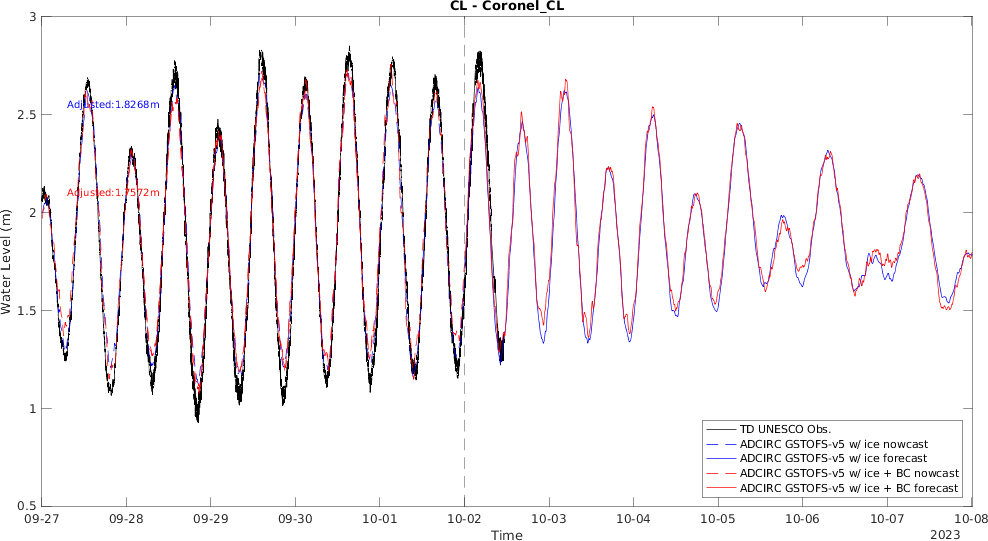 CL - Coronel_CL
3
2.5
2
1.5
1
0.5
Water Level (m)
Adjusted:1.8268m
Adjusted:1.7572m
TD UNESCO Obs.
ADCIRC GSTOFS-v5 w/ ice nowcast
ADCIRC GSTOFS-v5 w/ ice forecast
ADCIRC GSTOFS-v5 w/ ice + BC nowcast
ADCIRC GSTOFS-v5 w/ ice + BC forecast
09-27 09-28 09-29 09-30 10-01 10-02 10-03 10-04 10-05 10-06 10-07 10-08
Time
2023